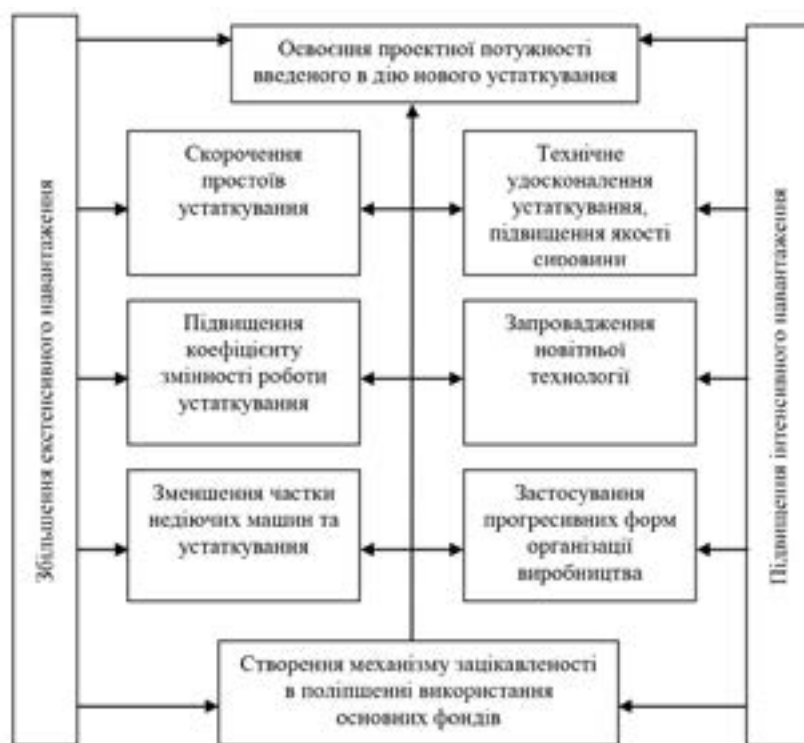 Збільшення екстенсивного навантаження
Освоєння проектної потужності
введеного в дію нового устаткування
Скорочення
простоїв
устаткування
Технічне
удосконалення
устаткування,
підвищення якості
сировини
Підвищення
коефіцієнту
змінності роботи
устаткування
Запровадження
новітньої
технології
Зменшення частки
недіючих машин та
устаткування
Застосування
прогресивних форм
організації
виробництва
Створення механізму зацікавленості
в поліпшенні використання
основних фондів
Підвищення інтенсивного навантаження